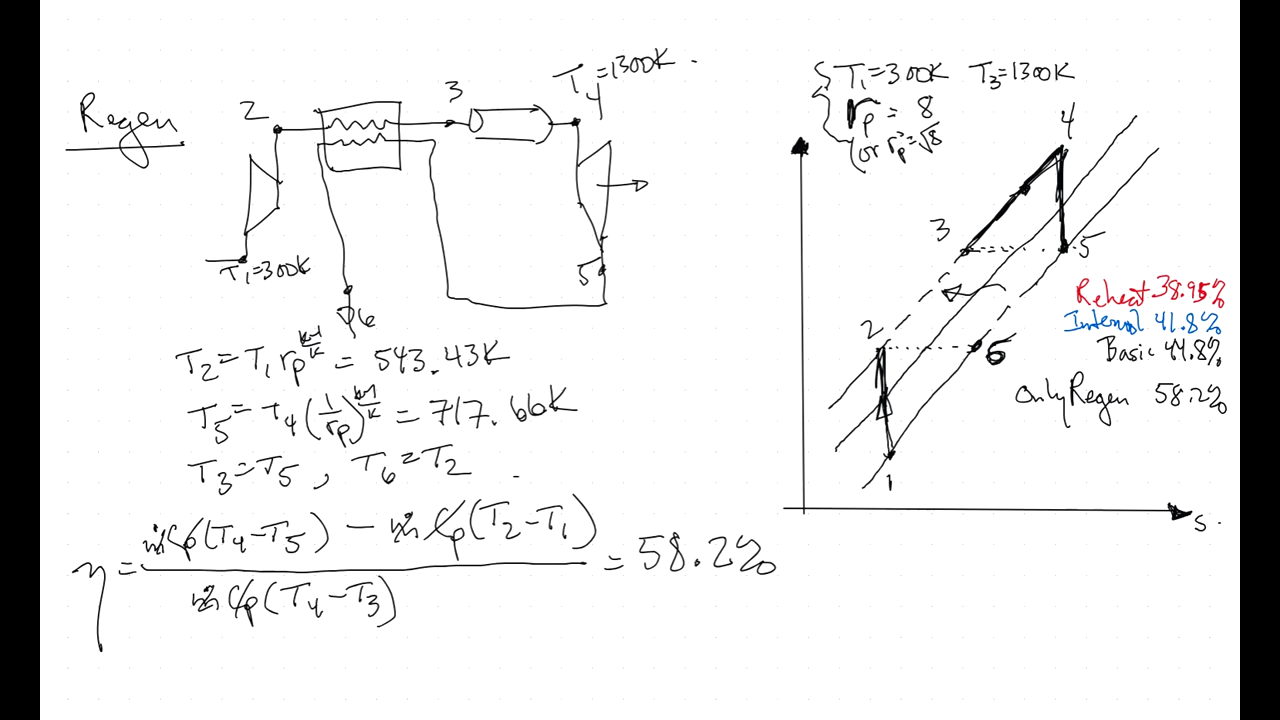 Regen
2
3
T₄=1300K.
T₁=300K
5
6
T₂ = T₁ rp^((k-1)/k) = 543.43K
T₅ = T₄(1/rp)^((k-1)/k) = 717.66K
T₃=T₅, T₆=T₂
η = (ṁCp(T₄-T₅) - ṁCp(T₂-T₁)) / (ṁCp(T₄-T₃)) = 58.2%
T₁=300K T₃=1300K
rp = 8
(or rp=√8
4
3
5
2
6
1
s.
Reheat 38.95%
41.8%
Basic 44.8%
Only Regen 58.2%